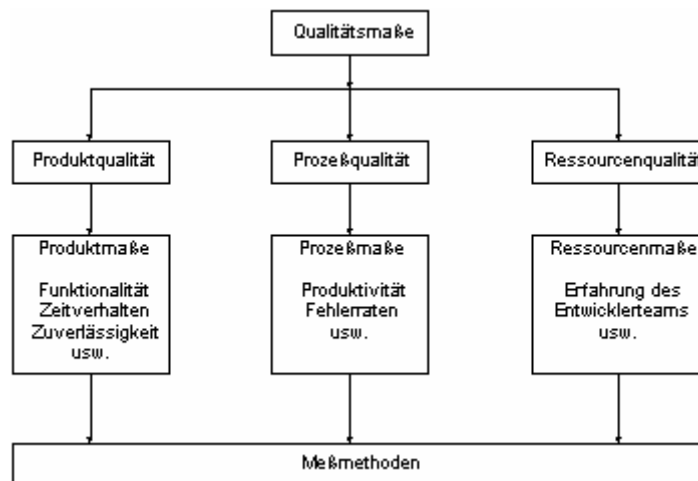 Qualitätsmaße
Produktqualität
Prozeßqualität
Ressourcenqualität
Produktmaße
Funktionalität
Zeitverhalten
Zuverlässigkeit
usw.
Prozeßmaße
Produktivität
Fehlerraten
usw.
Ressourcenmaße
Erfahrung des
Entwicklerteams
usw.
Meßmethoden